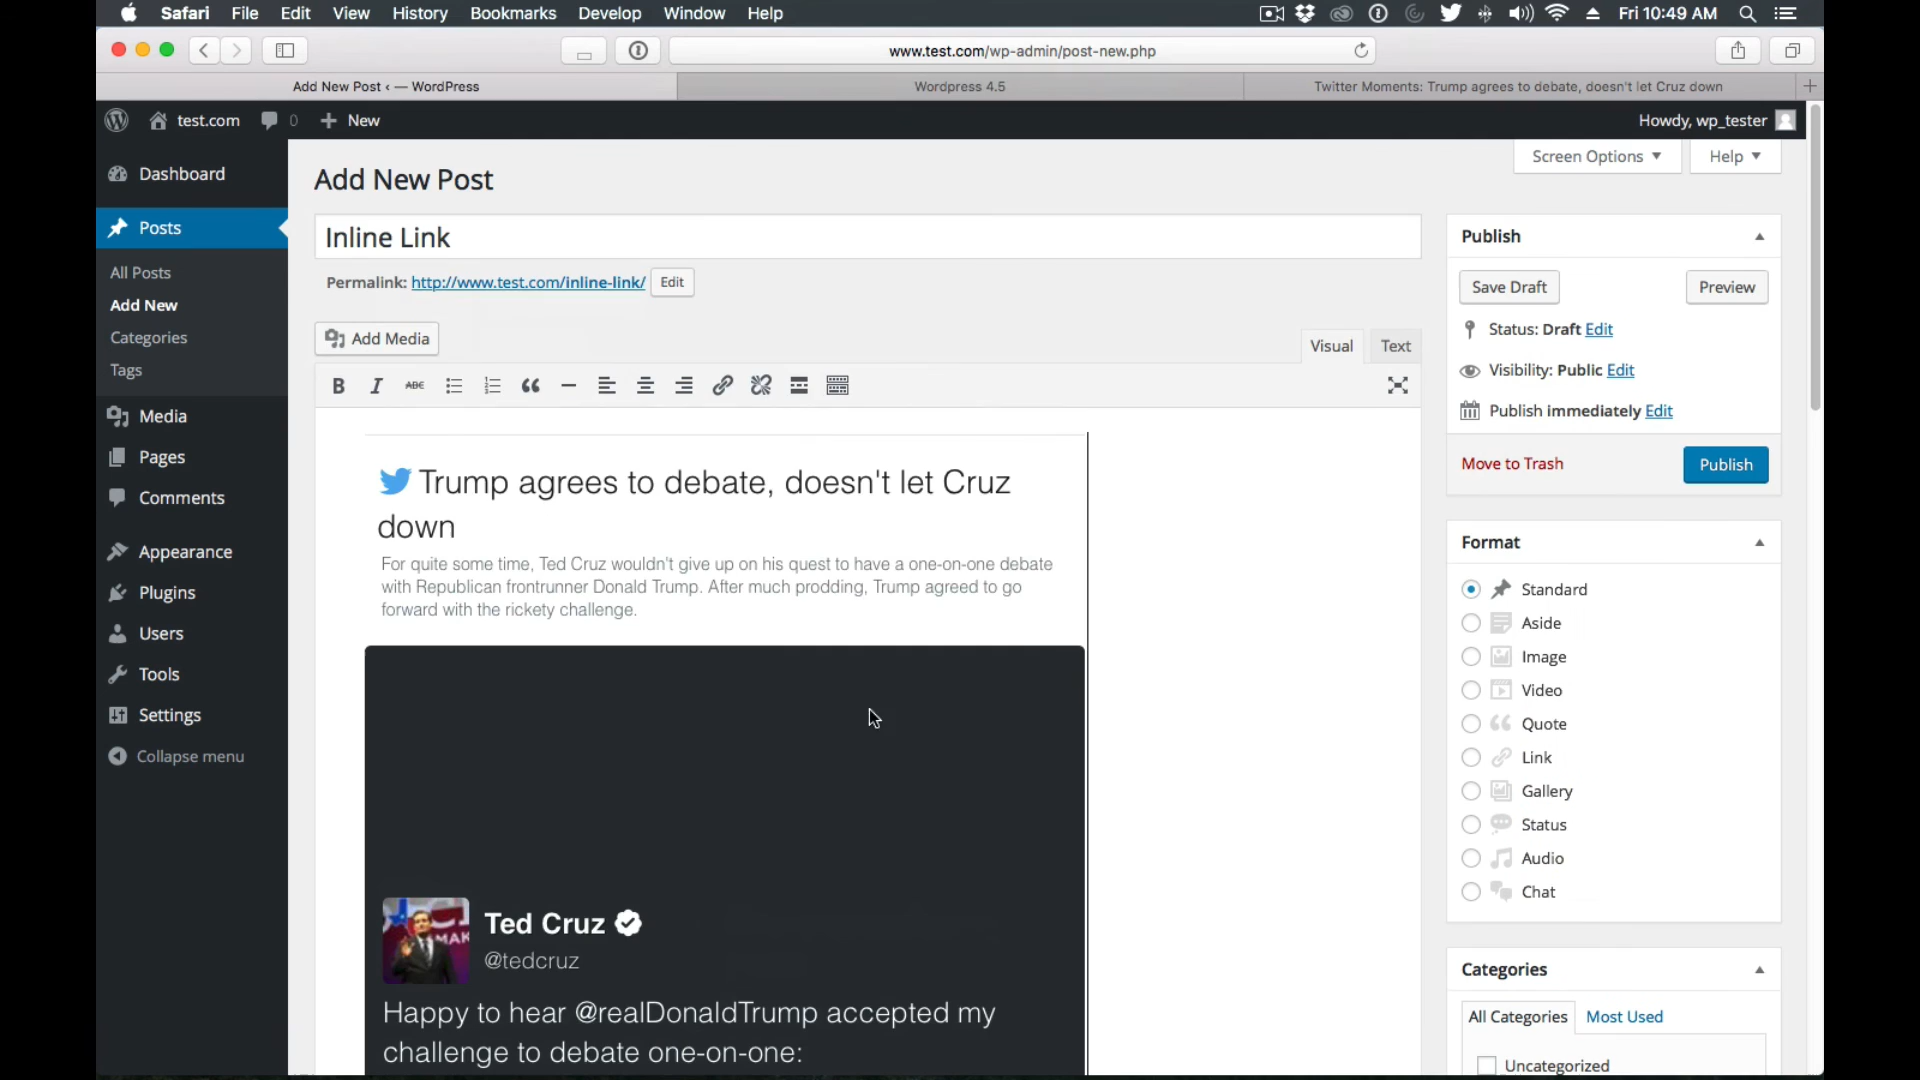 Safari File Edit View History Bookmarks Develop Window Help Fri 10:49 AM
www.test.com/wp-admin/post-new.php
Add New Post ‹ — WordPress Wordpress 4.5 Twitter Moments: Trump agrees to debate, doesn't let Cruz down
test.com 0 New Howdy, wp_tester
Screen Options Help
Dashboard
Posts
All Posts
Add New
Categories
Tags
Media
Pages
Comments
Appearance
Plugins
Users
Tools
Settings
Collapse menu
Add New Post
Inline Link
Permalink: http://www.test.com/inline-link/ Edit
Add Media
Visual Text
B I ABC
Trump agrees to debate, doesn't let Cruz
down
For quite some time, Ted Cruz wouldn't give up on his quest to have a one-on-one debate
with Republican frontrunner Donald Trump. After much prodding, Trump agreed to go
forward with the rickety challenge.
MAK
Ted Cruz
@tedcruz
Happy to hear @realDonaldTrump accepted my
challenge to debate one-on-one:
Publish
Save Draft Preview
Status: Draft Edit
Visibility: Public Edit
Publish immediately Edit
Move to Trash Publish
Format
Standard
Aside
Image
Video
Quote
Link
Gallery
Status
Audio
Chat
Categories
All Categories Most Used
Uncategorized